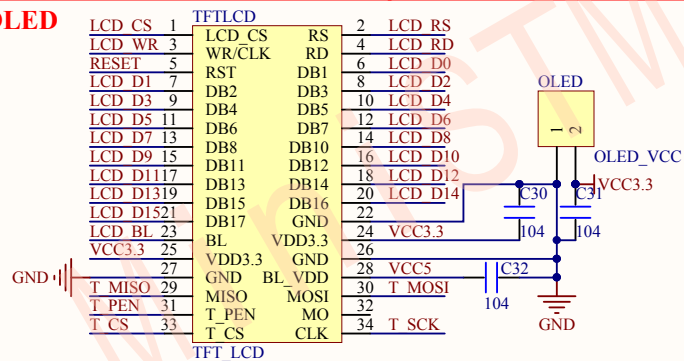 OLED
TFTLCD
LCD_CS 1 LCD_CS RS 2 LCD_RS
LCD_WR 3 WR/CLK RD 4 LCD_RD
RESET 5 RST DB1 6 LCD_D0
LCD_D1 7 DB2 DB3 8 LCD_D2
LCD_D3 9 DB4 DB5 10 LCD_D4
LCD_D5 11 DB6 DB7 12 LCD_D6
LCD_D7 13 DB8 DB10 14 LCD_D8
LCD_D9 15 DB11 DB12 16 LCD_D10
LCD_D11 17 DB13 DB14 18 LCD_D12
LCD_D13 19 DB15 DB16 20 LCD_D14
LCD_D15 21 DB17 GND 22
LCD_BL 23 BL VDD3.3 24 VCC3.3
VCC3.3 25 VDD3.3 GND 26
GND 27 GND BL_VDD 28 VCC5
T_MISO 29 MISO MOSI 30 T_MOSI
T_PEN 31 T_PEN MO 32
T_CS 33 T_CS CLK 34 T_SCK
TFT_LCD
OLED
1 2
OLED_VCC
VCC3.3
C30 C31
104 104
C32
104
GND
MiniSTM